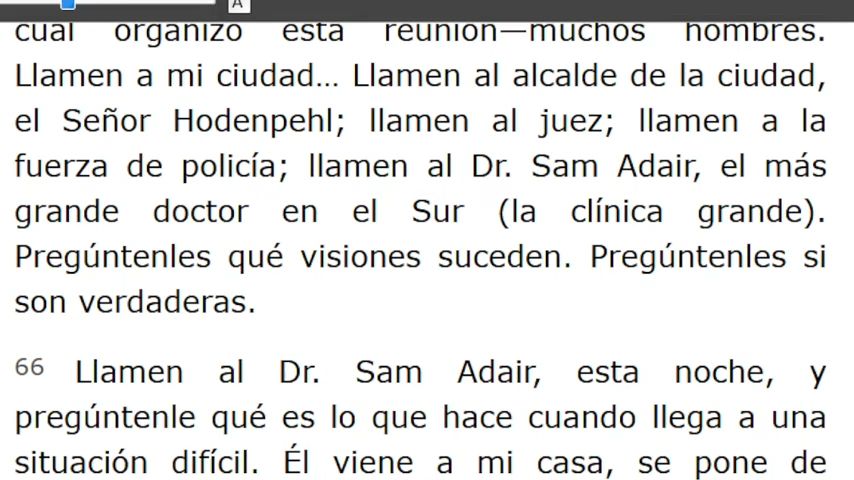 A
cual organizó esta reunión—muchos hombres.
Llamen a mi ciudad... Llamen al alcalde de la ciudad,
el Señor Hodenpehl; llamen al juez; llamen a la
fuerza de policía; llamen al Dr. Sam Adair, el más
grande doctor en el Sur (la clínica grande).
Pregúntenles qué visiones suceden. Pregúntenles si
son verdaderas.
66 Llamen al Dr. Sam Adair, esta noche, y
pregúntenle qué es lo que hace cuando llega a una
situación difícil. Él viene a mi casa, se pone de